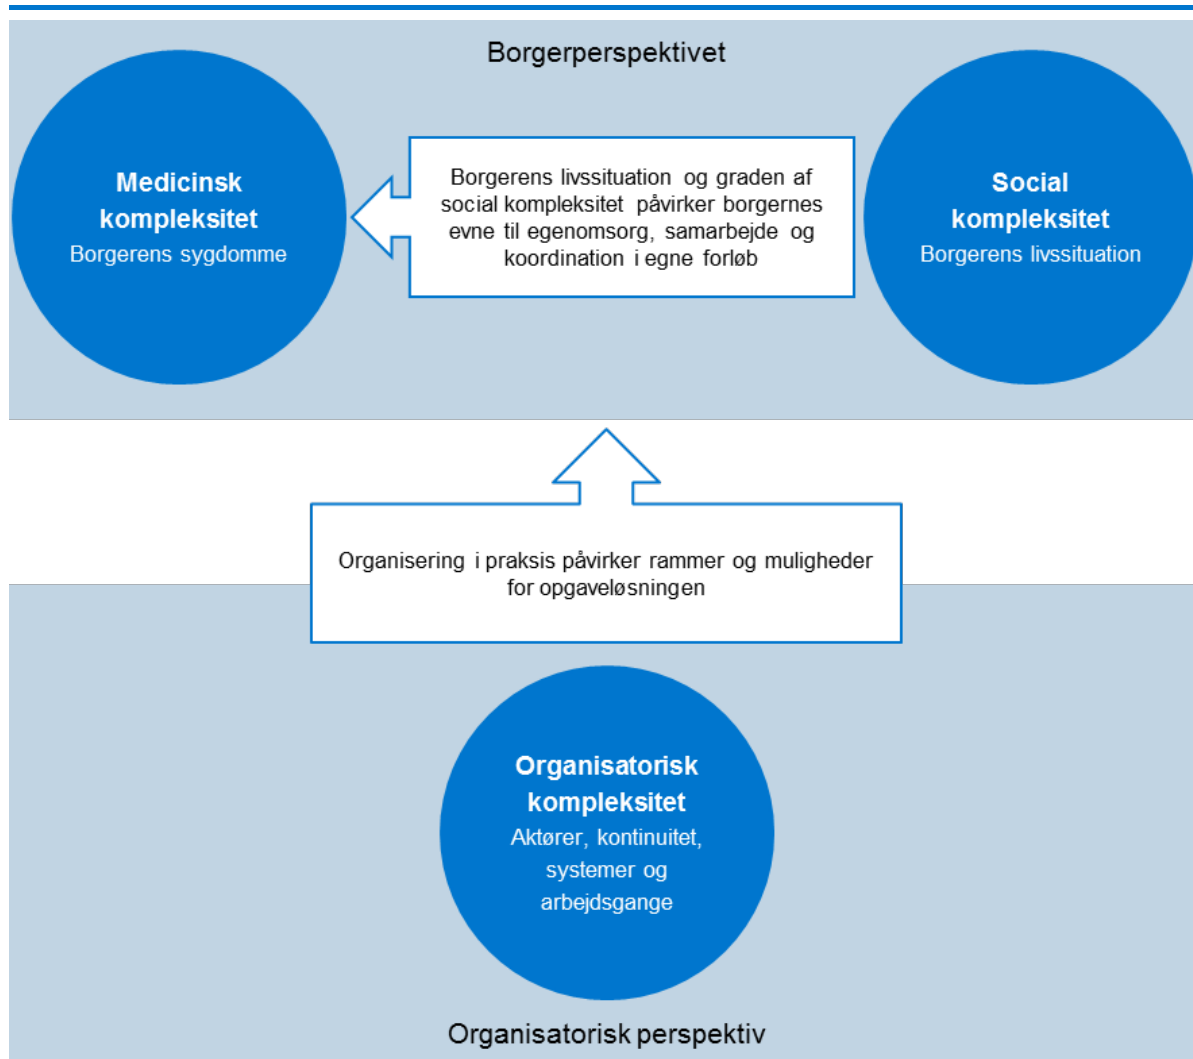 Borgerperspektivet
Medicinsk
kompleksitet
Borgerens sygdomme
Borgerens livssituation og graden af
social kompleksitet påvirker borgernes
evne til egenomsorg, samarbejde og
koordination i egne forløb
Social
kompleksitet
Borgerens livssituation
Organisering i praksis påvirker rammer og muligheder
for opgaveløsningen
Organisatorisk
kompleksitet
Aktører, kontinuitet,
systemer og
arbejdsgange
Organisatorisk perspektiv